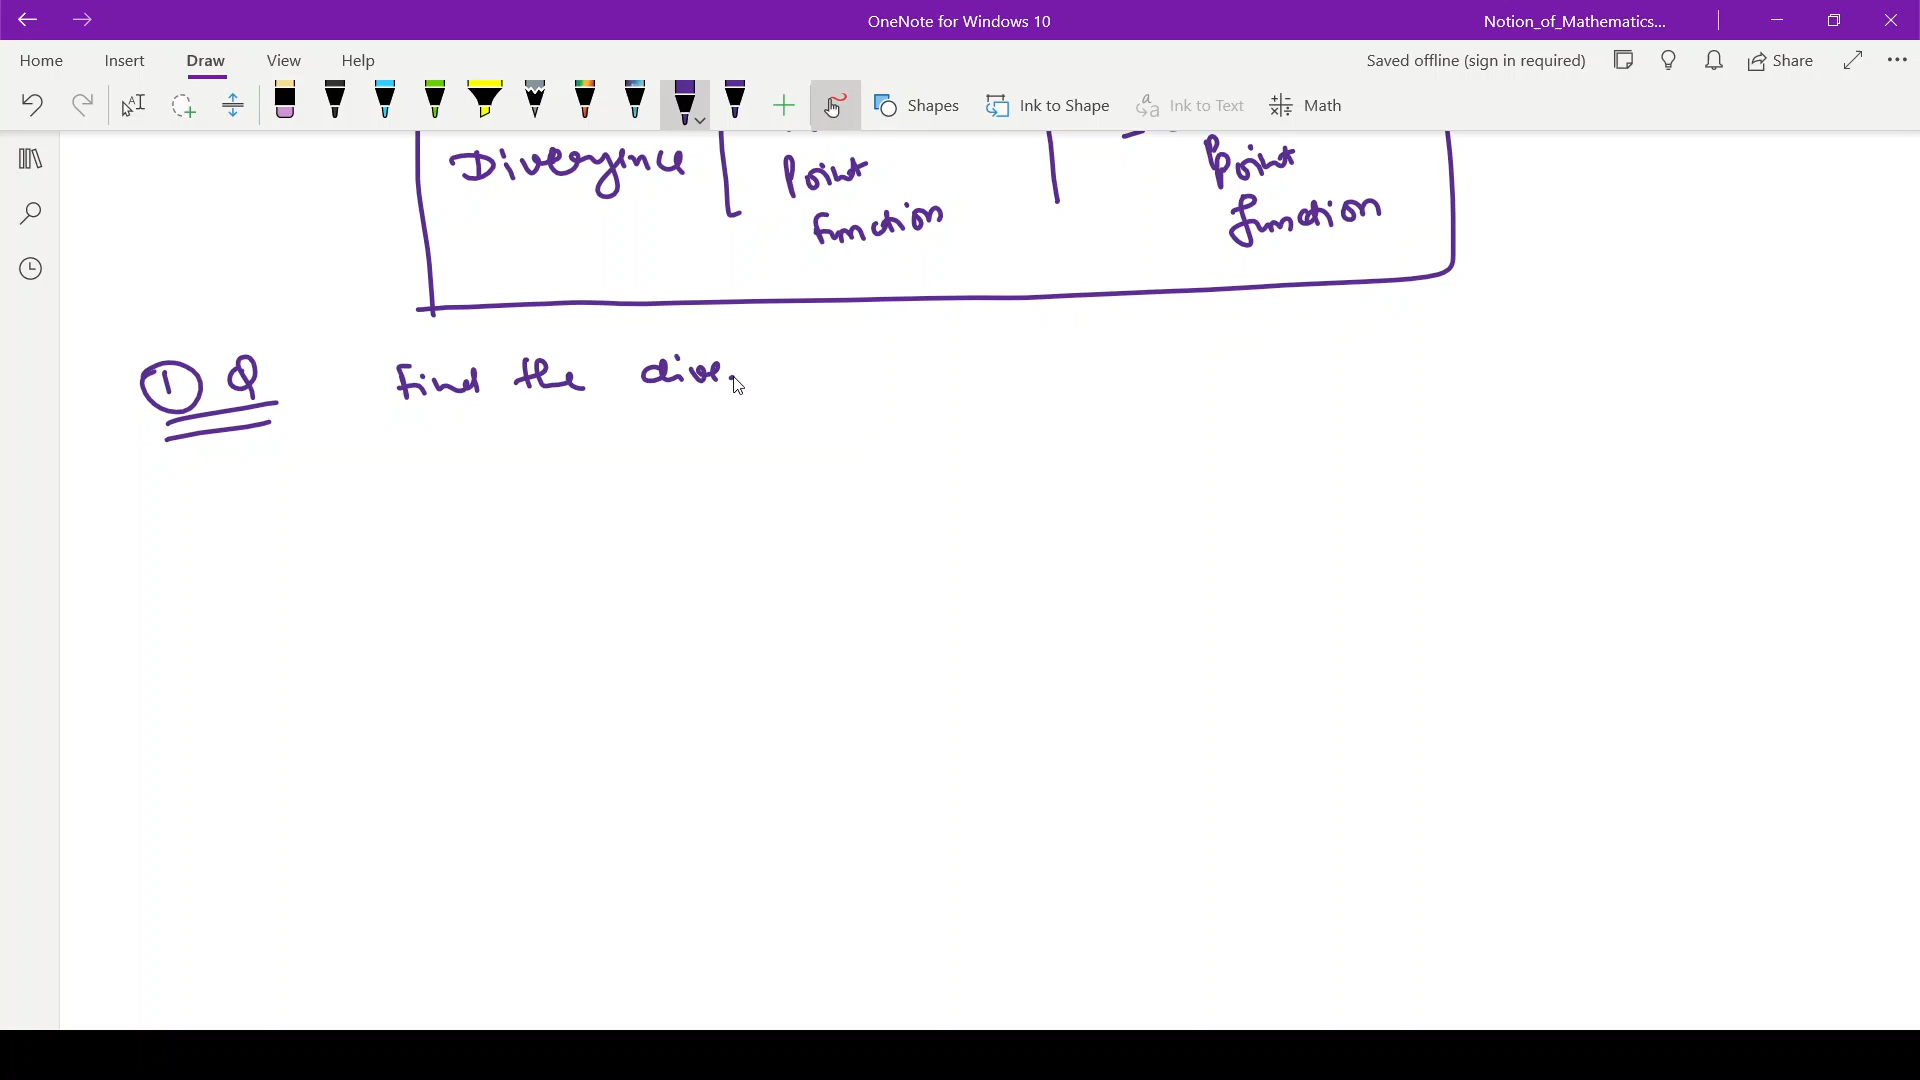 OneNote for Windows 10
Notion_of_Mathematics...
Home Insert Draw View Help
Saved offline (sign in required) Share
Shapes Ink to Shape Ink to Text Math
Divergince Point Point
function function
① Q Find the dive